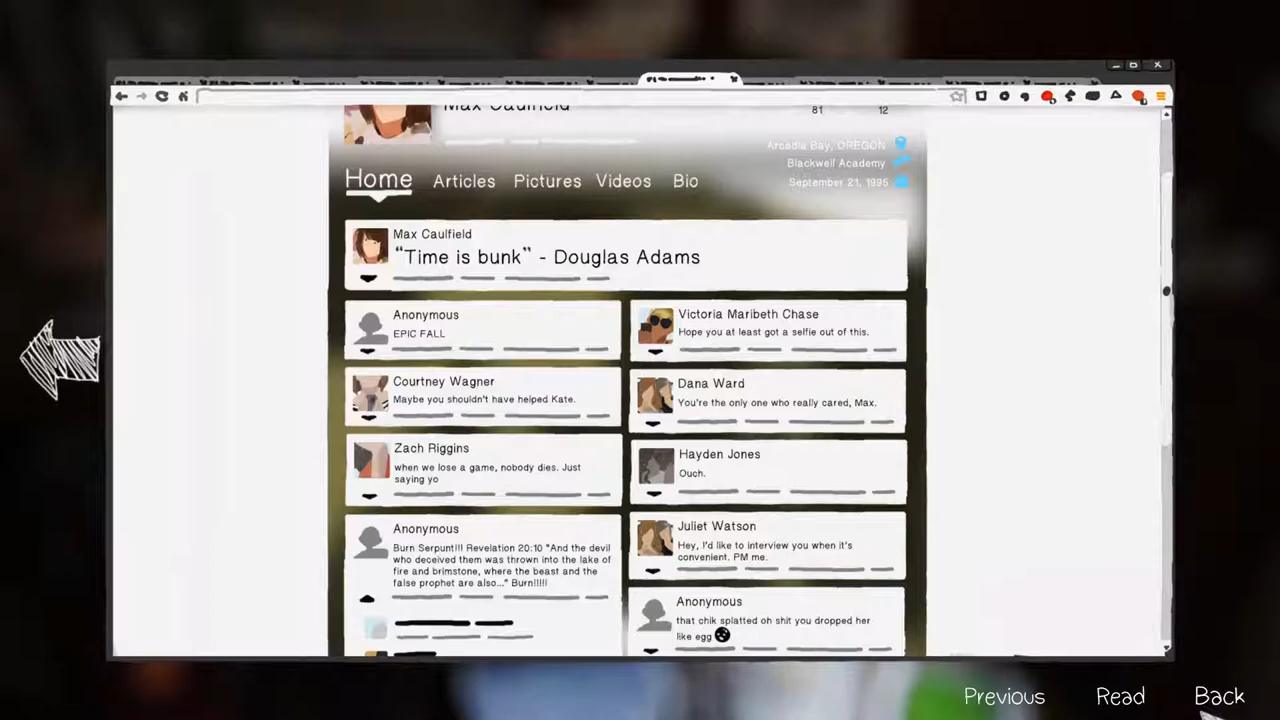 Max Caulfield
81 12
Arcadia Bay, OREGON
Blackwell Academy
September 21, 1995
Home Articles Pictures Videos Bio
Max Caulfield
“Time is bunk” - Douglas Adams
Anonymous
EPIC FALL
Victoria Maribeth Chase
Hope you at least got a selfie out of this.
Courtney Wagner
Maybe you shouldn't have helped Kate.
Dana Ward
You're the only one who really cared, Max.
Zach Riggins
when we lose a game, nobody dies. Just
saying yo
Hayden Jones
Ouch.
Anonymous
Burn Serpunt!!! Revelation 20:10 "And the devil
who deceived them was thrown into the lake of
fire and brimstone, where the beast and the
false prophet are also..." Burn!!!!!
Juliet Watson
Hey, I'd like to interview you when it's
convenient. PM me.
Anonymous
that chik splatted oh shit you dropped her
like egg
Previous Read Back